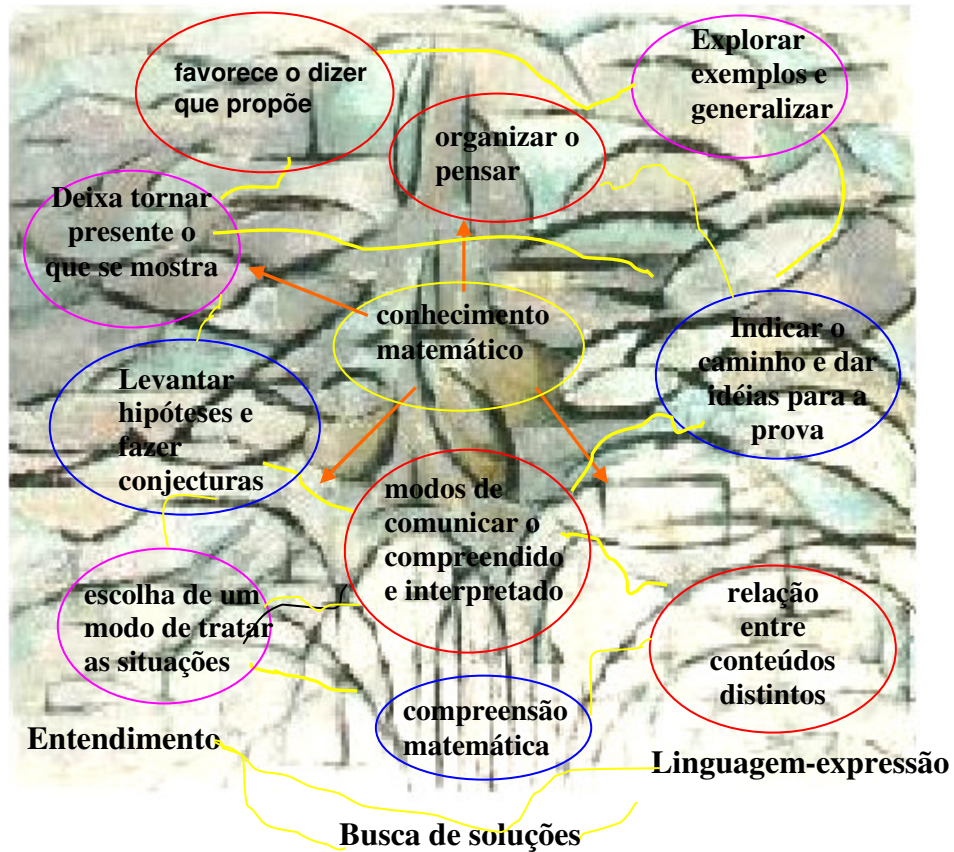 favorece o dizer
que propõe
Explorar
exemplos e
generalizar
organizar o
pensar
Deixa tornar
presente o
que se mostra
conhecimento
matemático
Indicar o
caminho e dar
idéias para a
prova
Levantar
hipóteses e
fazer
conjecturas
modos de
comunicar o
compreendido
e interpretado
escolha de um
modo de tratar
as situações
relação
entre
conteúdos
distintos
compreensão
matemática
Entendimento
Linguagem-expressão
Busca de soluções